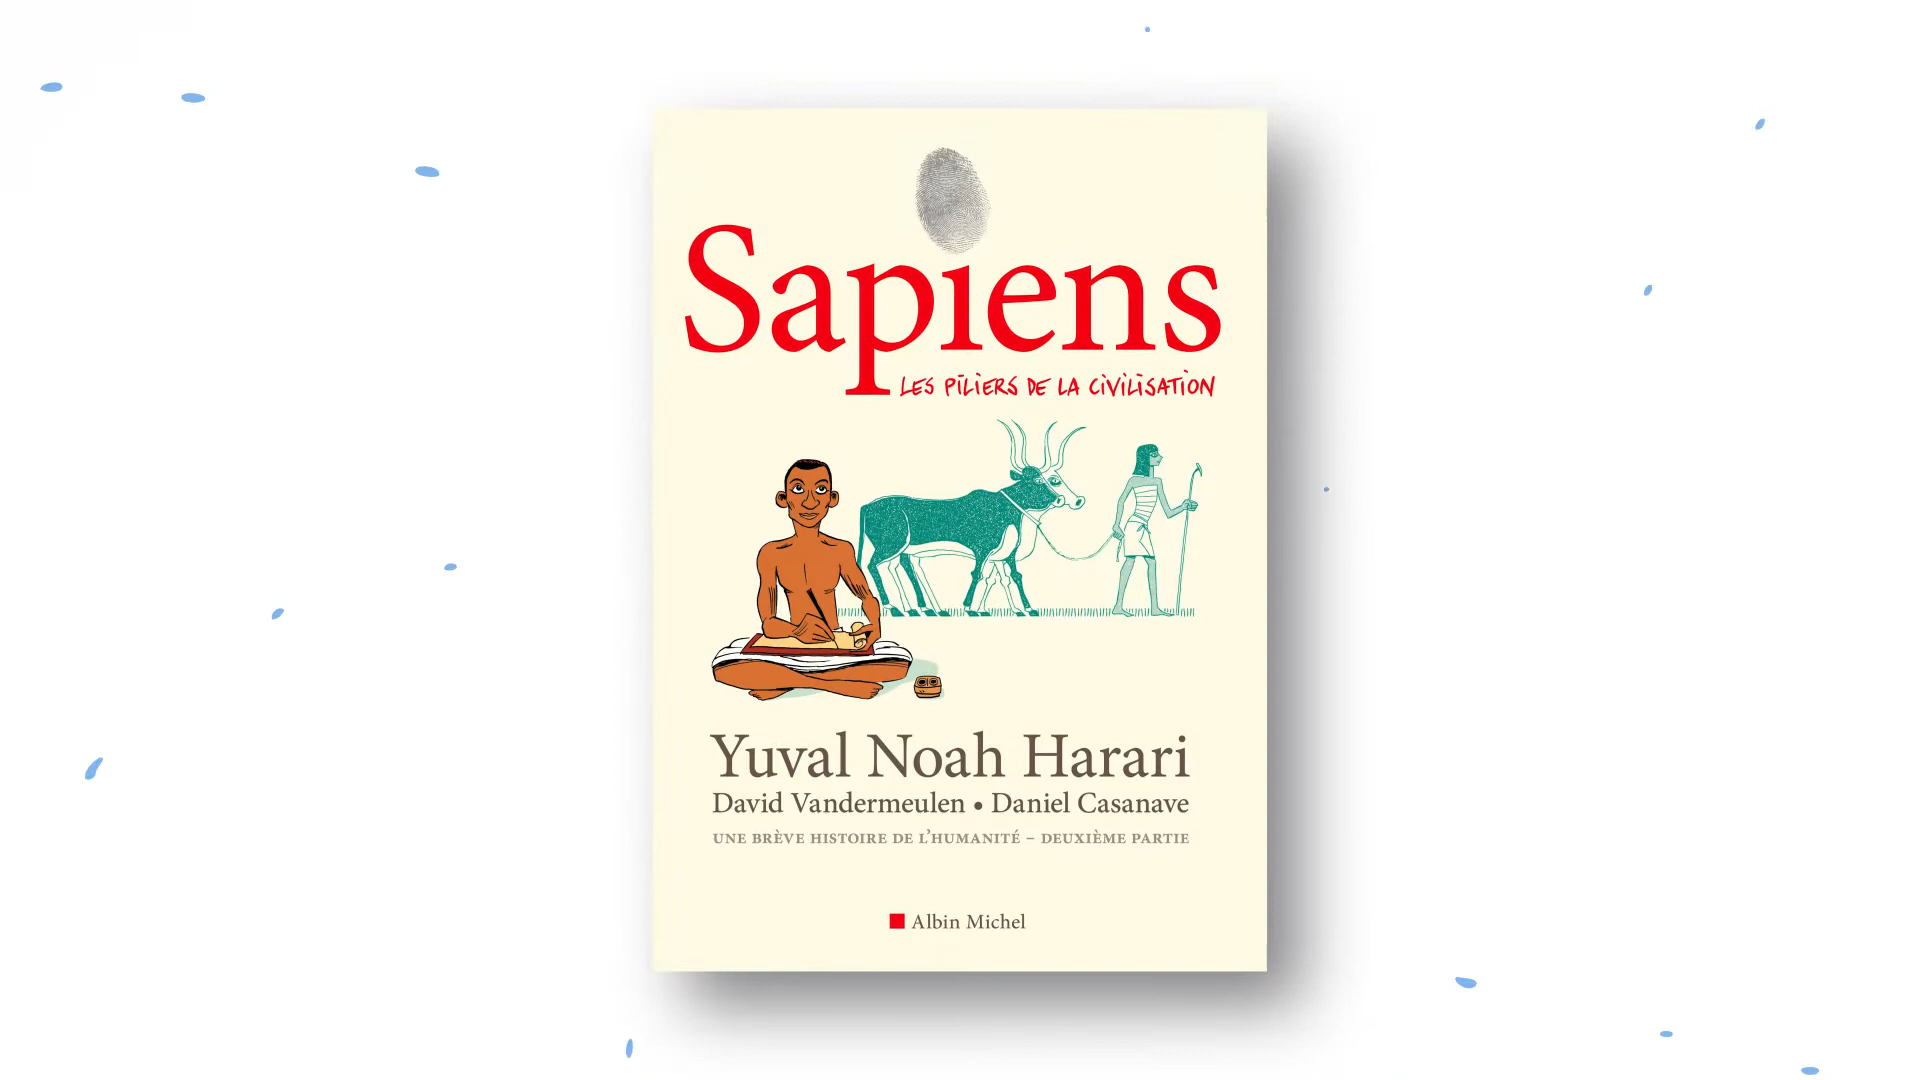 Sapiens
LES PILIERS DE LA CIVILISATION
Yuval Noah Harari
David Vandermeulen • Daniel Casanave
UNE BRÈVE HISTOIRE DE L'HUMANITÉ – DEUXIÈME PARTIE
Albin Michel